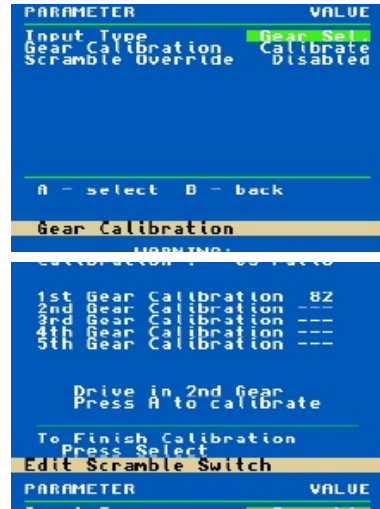 PARAMETER VALUE
Input Type Gear Sel.
Gear Calibration Calibrate
Scramble Override Disabled
A - select B - back
Gear Calibration
WARNING:
1st Gear Calibration 82
2nd Gear Calibration ---
3rd Gear Calibration ---
4th Gear Calibration ---
5th Gear Calibration ---
Drive in 2nd Gear
Press A to calibrate
To Finish Calibration
Press Select
Edit Scramble Switch
PARAMETER VALUE